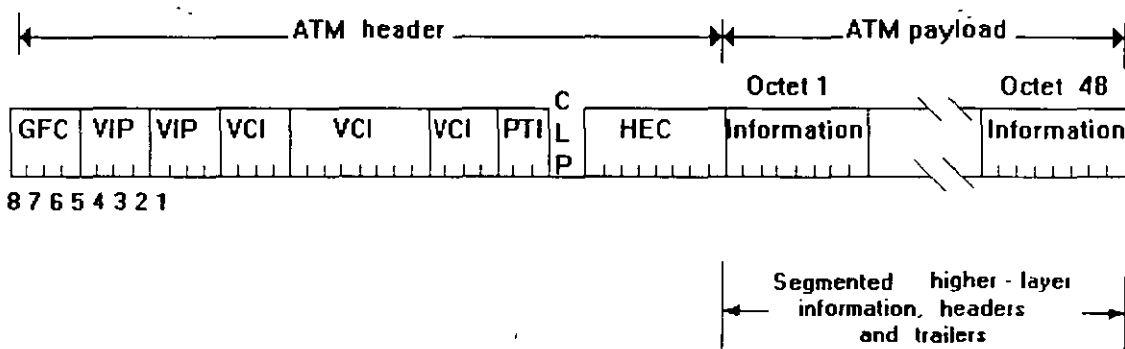 ATM header ATM payload
Octet 1 Octet 48
GFC VIP VIP VCI VCI VCI PTI CLP HEC Information Information
8 7 6 5 4 3 2 1
Segmented higher - layer
information, headers
and trailers